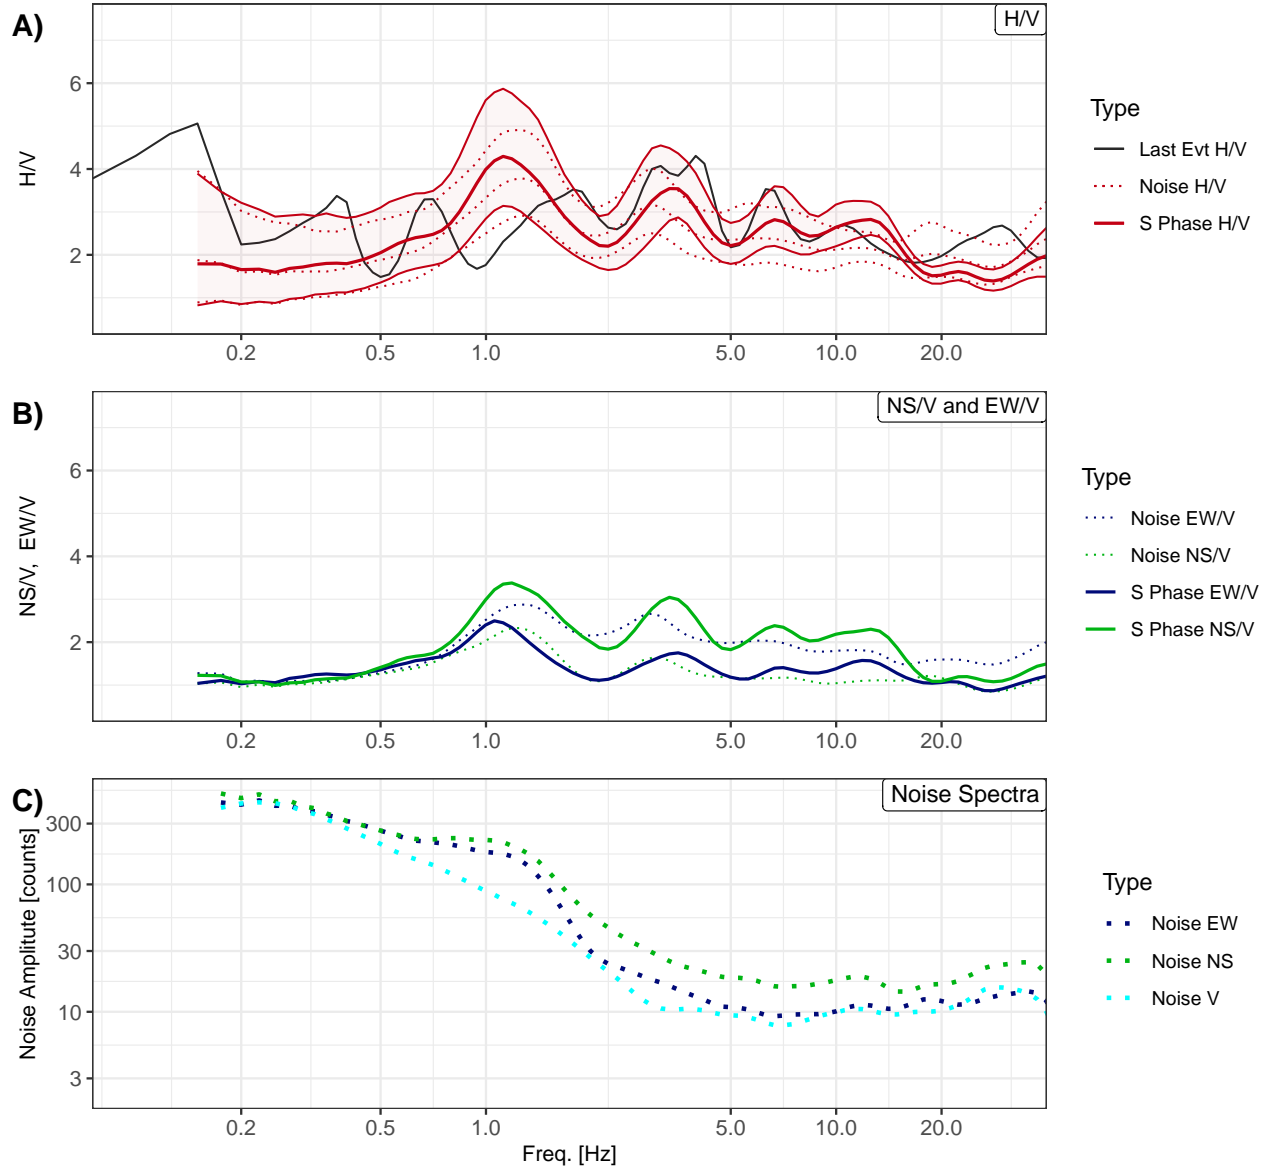 A)
H/V
6
4
2
H/V
0.2 0.5 1.0 5.0 10.0 20.0
Type
Last Evt H/V
Noise H/V
S Phase H/V
B)
NS/V and EW/V
6
4
2
NS/V,  EW/V
0.2 0.5 1.0 5.0 10.0 20.0
Type
Noise EW/V
Noise NS/V
S Phase EW/V
S Phase NS/V
C)
Noise Spectra
300
100
30
10
3
Noise Amplitute [counts]
0.2 0.5 1.0 5.0 10.0 20.0
Freq. [Hz]
Type
Noise EW
Noise NS
Noise V